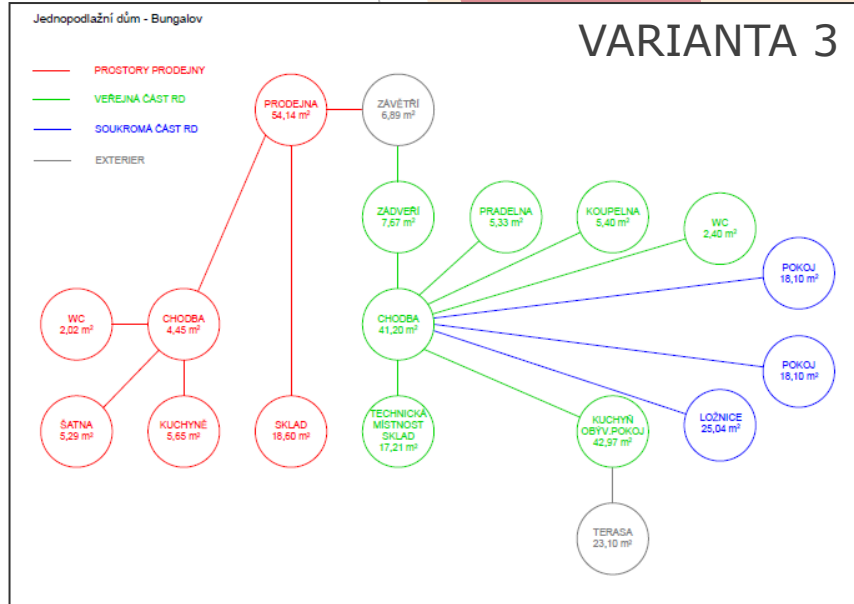 Jednopodlažní dům - Bungalov
VARIANTA 3
PROSTORY PRODEJNY
VEŘEJNÁ ČÁST RD
SOUKROMÁ ČÁST RD
EXTERIER
PRODEJNA
54,14 m²
ZÁVĚTŘÍ
6,89 m²
ZÁDVEŘÍ
7,67 m²
PRADELNA
5,33 m²
KOUPELNA
5,40 m²
WC
2,40 m²
POKOJ
18,10 m²
WC
2,02 m²
CHODBA
4,45 m²
CHODBA
41,20 m²
POKOJ
18,10 m²
ŠATNA
5,29 m²
KUCHYNĚ
5,65 m²
SKLAD
18,60 m²
TECHNICKÁ
MÍSTNOST
SKLAD
17,21 m²
KUCHYŇ
OBÝV.POKOJ
42,97 m²
LOŽNICE
25,04 m²
TERASA
23,10 m²